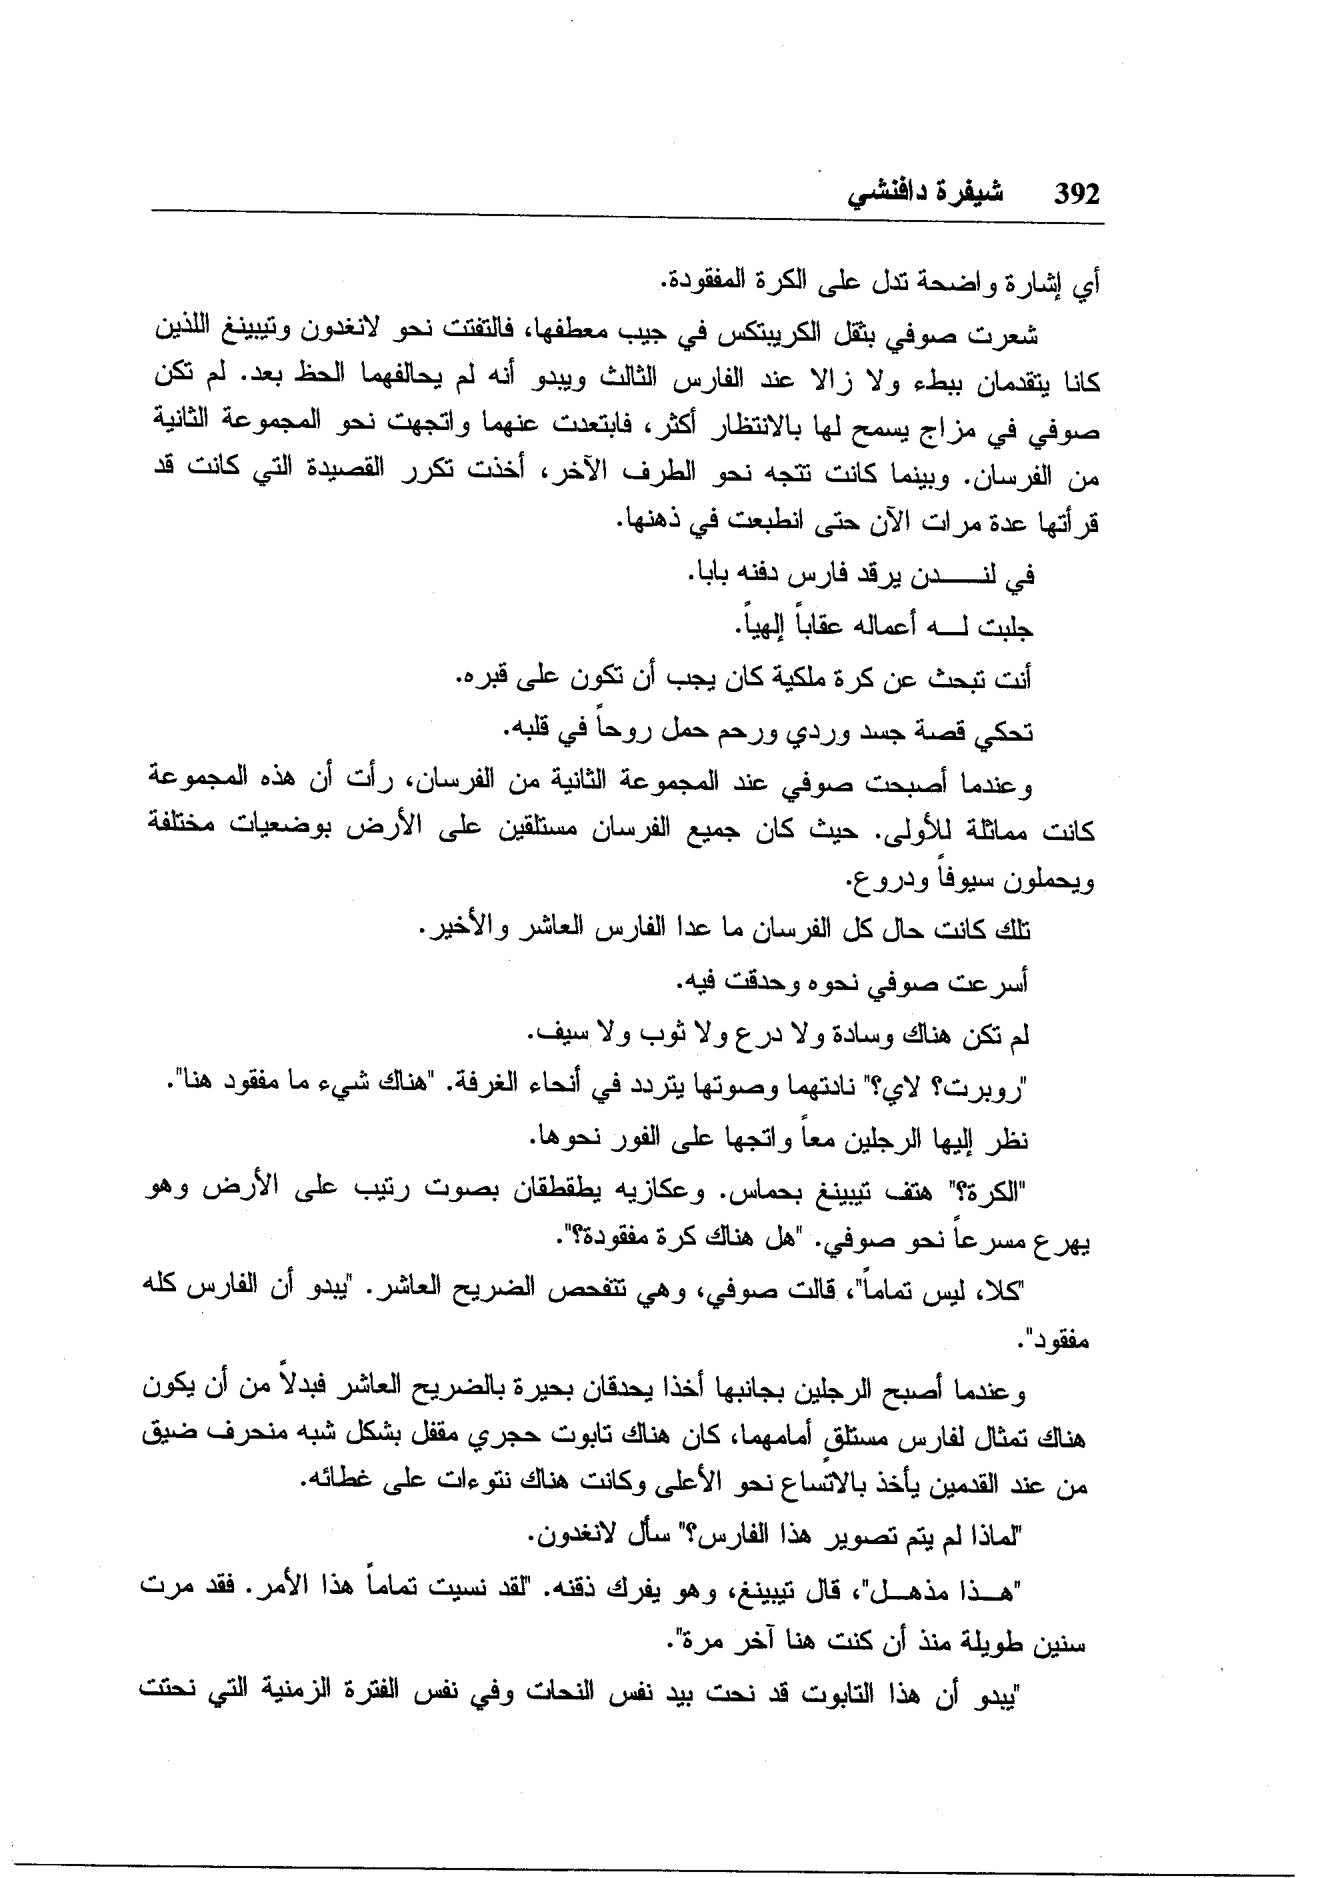 392 شيفرة دافنشي
أي إشارة واضحة تدل على الكرة المفقودة.
شعرت صوفي بثقل الكريبتكس في جيب معطفها، فالتفتت نحو لانغدون وتيبينغ اللذين
كانا يتقدمان ببطء ولا زالا عند الفارس الثالث ويبدو أنه لم يحالفهما الحظ بعد. لم تكن
صوفي في مزاج يسمح لها بالانتظار أكثر، فابتعدت عنهما واتجهت نحو المجموعة الثانية
من الفرسان. وبينما كانت تتجه نحو الطرف الآخر، أخذت تكرر القصيدة التي كانت قد
قرأتها عدة مرات الآن حتى انطبعت في ذهنها.
في لنـــــدن يرقد فارس دفنه بابا.
جلبت لـــه أعماله عقاباً إلهياً.
أنت تبحث عن كرة ملكية كان يجب أن تكون على قبره.
تحكي قصة جسد وردي ورحم حمل روحاً في قلبه.
وعندما أصبحت صوفي عند المجموعة الثانية من الفرسان، رأت أن هذه المجموعة
كانت مماثلة للأولى. حيث كان جميع الفرسان مستلقين على الأرض بوضعيات مختلفة
ويحملون سيوفاً ودروع.
تلك كانت حال كل الفرسان ما عدا الفارس العاشر والأخير.
أسرعت صوفي نحوه وحدقت فيه.
لم تكن هناك وسادة ولا درع ولا ثوب ولا سيف.
"روبرت؟ لاي؟" نادتهما وصوتها يتردد في أنحاء الغرفة. "هناك شيء ما مفقود هنا".
نظر إليها الرجلين معاً واتجها على الفور نحوها.
"الكرة؟" هتف تيبينغ بحماس. وعكازيه يطقطقان بصوت رتيب على الأرض وهو
يهرع مسرعاً نحو صوفي. "هل هناك كرة مفقودة؟".
"كلا، ليس تماماً"، قالت صوفي، وهي تتفحص الضريح العاشر. "يبدو أن الفارس كله
مفقود".
وعندما أصبح الرجلين بجانبها أخذا يحدقان بحيرة بالضريح العاشر فبدلاً من أن يكون
هناك تمثال لفارس مستلقٍ أمامهما، كان هناك تابوت حجري مقفل بشكل شبه منحرف ضيق
من عند القدمين يأخذ بالاتساع نحو الأعلى وكانت هناك نتوءات على غطائه.
"لماذا لم يتم تصوير هذا الفارس؟" سأل لانغدون.
"هـــذا مذهـــل"، قال تيبينغ، وهو يفرك ذقنه. "لقد نسيت تماماً هذا الأمر. فقد مرت
سنين طويلة منذ أن كنت هنا آخر مرة".
"يبدو أن هذا التابوت قد نحت بيد نفس النحات وفي نفس الفترة الزمنية التي نحتت